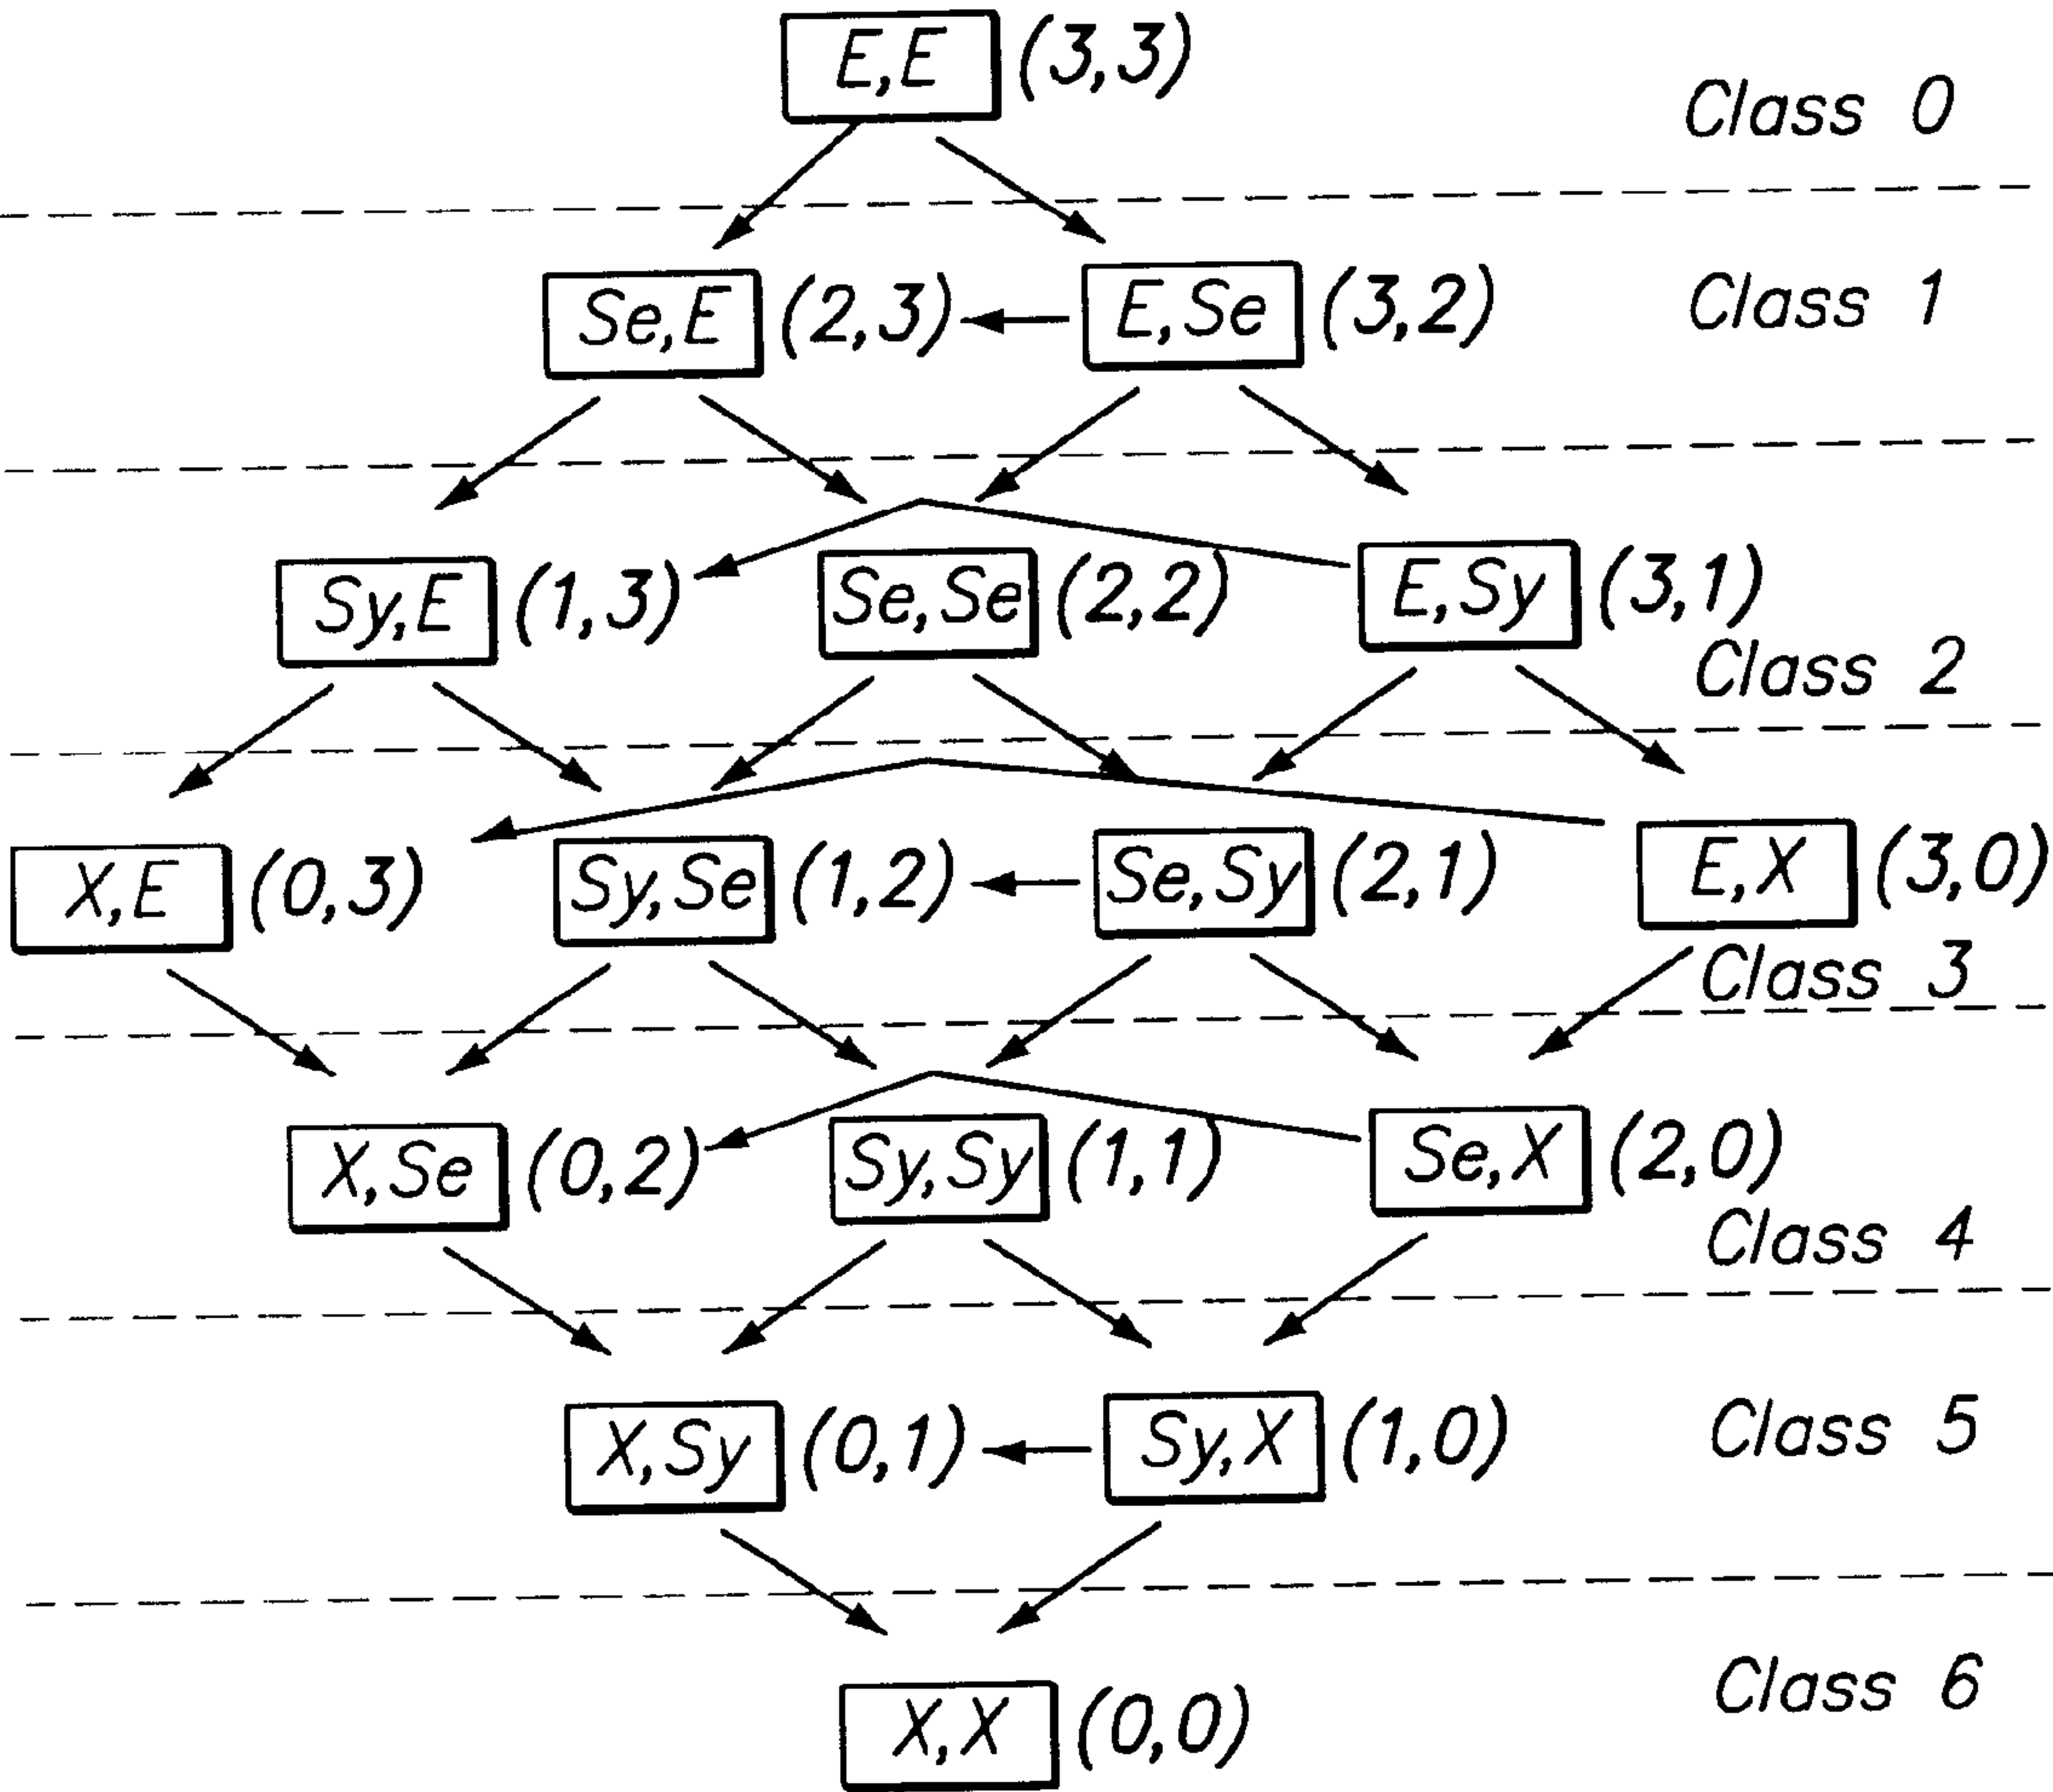 E,E (3,3) Class 0
Se,E (2,3) E,Se (3,2) Class 1
Sy,E (1,3) Se,Se (2,2) E,Sy (3,1)
Class 2
X,E (0,3) Sy,Se (1,2) Se,Sy (2,1) E,X (3,0)
Class 3
X,Se (0,2) Sy,Sy (1,1) Se,X (2,0)
Class 4
X,Sy (0,1) Sy,X (1,0) Class 5
X,X (0,0) Class 6